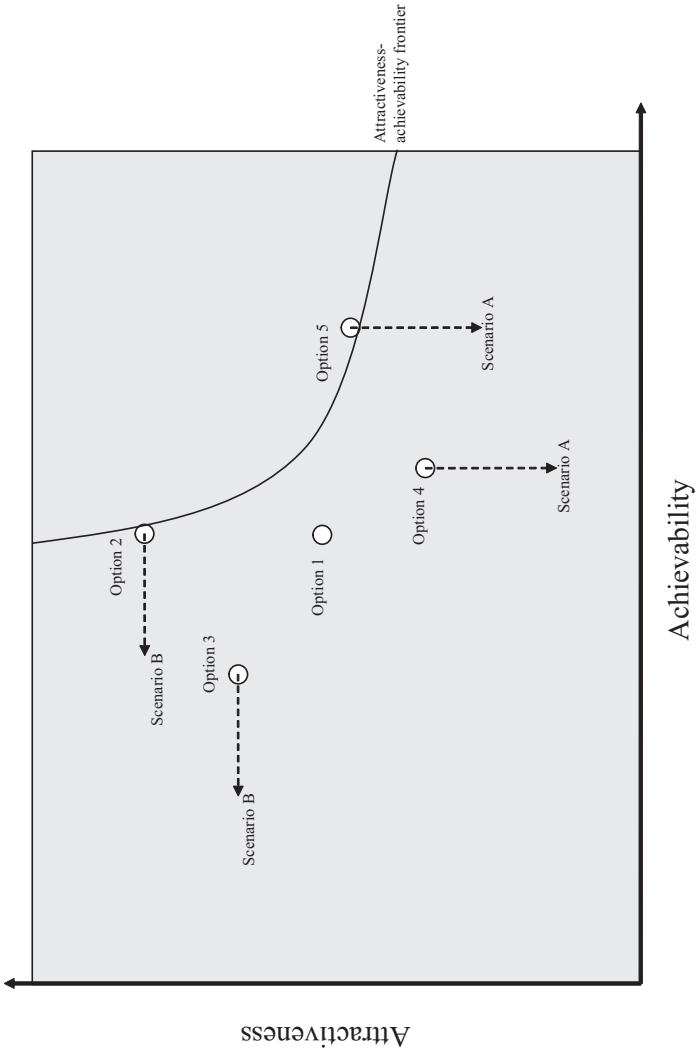 Attractiveness-
achievability frontier
Option 5
Scenario A
Option 4
Scenario A
Option 2
Scenario B
Option 1
Option 3
Scenario B
Achievability
Attractiveness